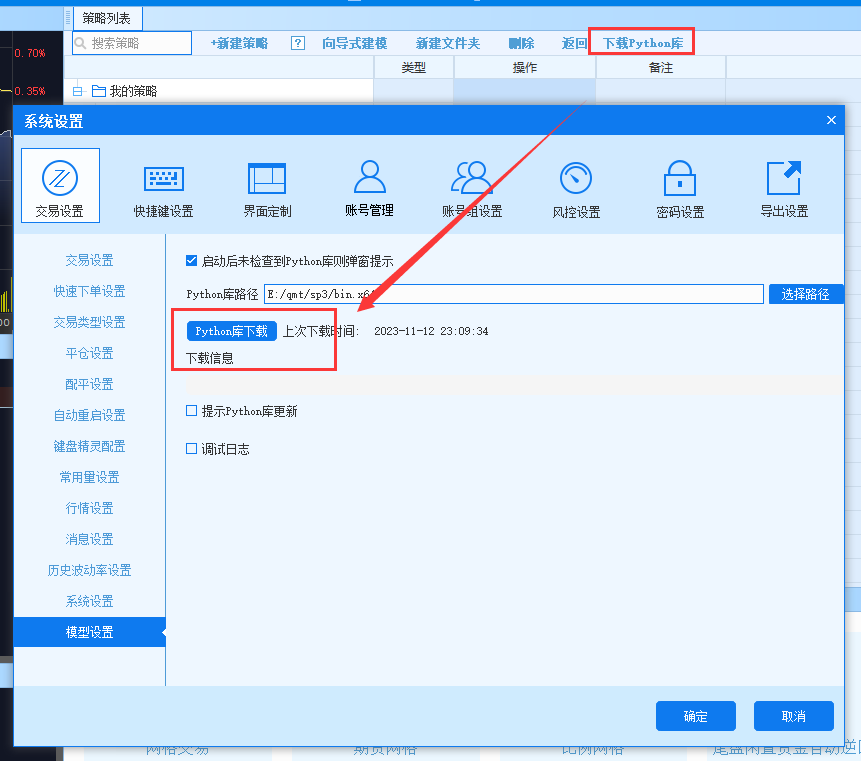 策略列表
搜索策略
+新建策略 ? 向导式建模 新建文件夹 删除 返回 下载Python库
0.70%
类型 操作 备注
0.35%
我的策略
系统设置
交易设置 快捷键设置 界面定制 账号管理 账号组设置 风控设置 密码设置 导出设置
交易设置
快速下单设置
交易类型设置
平仓设置
配平设置
自动重启设置
键盘精灵配置
常用量设置
行情设置
消息设置
历史波动率设置
系统设置
模型设置
启动后未检查到Python库则弹窗提示
Python库路径 E:/qmt/sp3/bin.x64 选择路径
Python库下载 上次下载时间: 2023-11-12 23:09:34
下载信息
提示Python库更新
调试日志
00
确定 取消
网格交易 期货网格 比例网格 尾盘闲置资金自动逆回